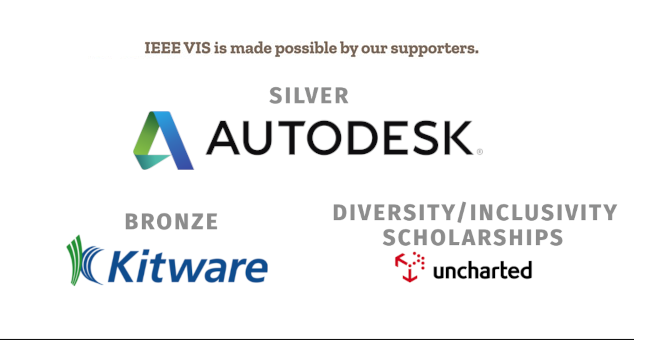 IEEE VIS is made possible by our supporters.
SILVER
AUTODESK®
BRONZE
Kitware
DIVERSITY/INCLUSIVITY
SCHOLARSHIPS
uncharted